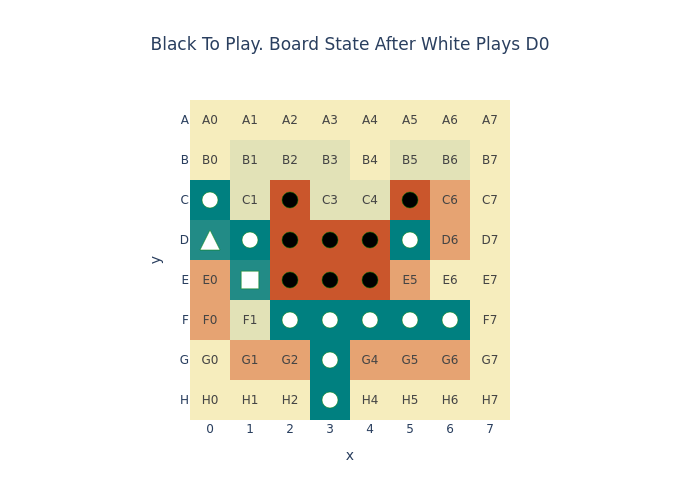 Black To Play. Board State After White Plays D0
A A0 A1 A2 A3 A4 A5 A6 A7
B B0 B1 B2 B3 B4 B5 B6 B7
C C1 C3 C4 C6 C7
D D6 D7
y
E E0 E5 E6 E7
F F0 F1 F7
G G0 G1 G2 G4 G5 G6 G7
H H0 H1 H2 H4 H5 H6 H7
0 1 2 3 4 5 6 7
x